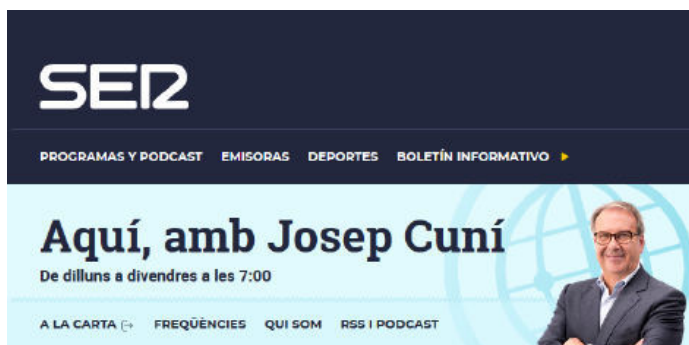 SER
PROGRAMAS Y PODCAST EMISORAS DEPORTES BOLETÍN INFORMATIVO
Aquí, amb Josep Cuní
De dilluns a divendres a les 7:00
A LA CARTA FREQÜÈNCIES QUI SOM RSS I PODCAST